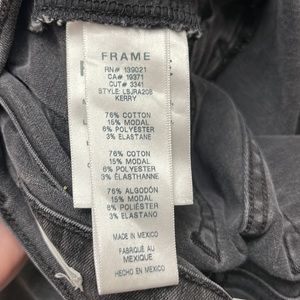 FRAME
RN# 139021
CA# 19371
CUT# 3341
STYLE: LSJRA208
KERRY
76% COTTON
15% MODAL
6% POLYESTER
3% ELASTANE
76% COTON
15% MODAL
6% POLYESTER
3% ÉLASTHANNE
76% ALGODÓN
15% MODAL
6% POLIÉSTER
3% ELASTANO
MADE IN MEXICO
FABRIQUÉ AU
MEXIQUE
HECHO EN MEXICO